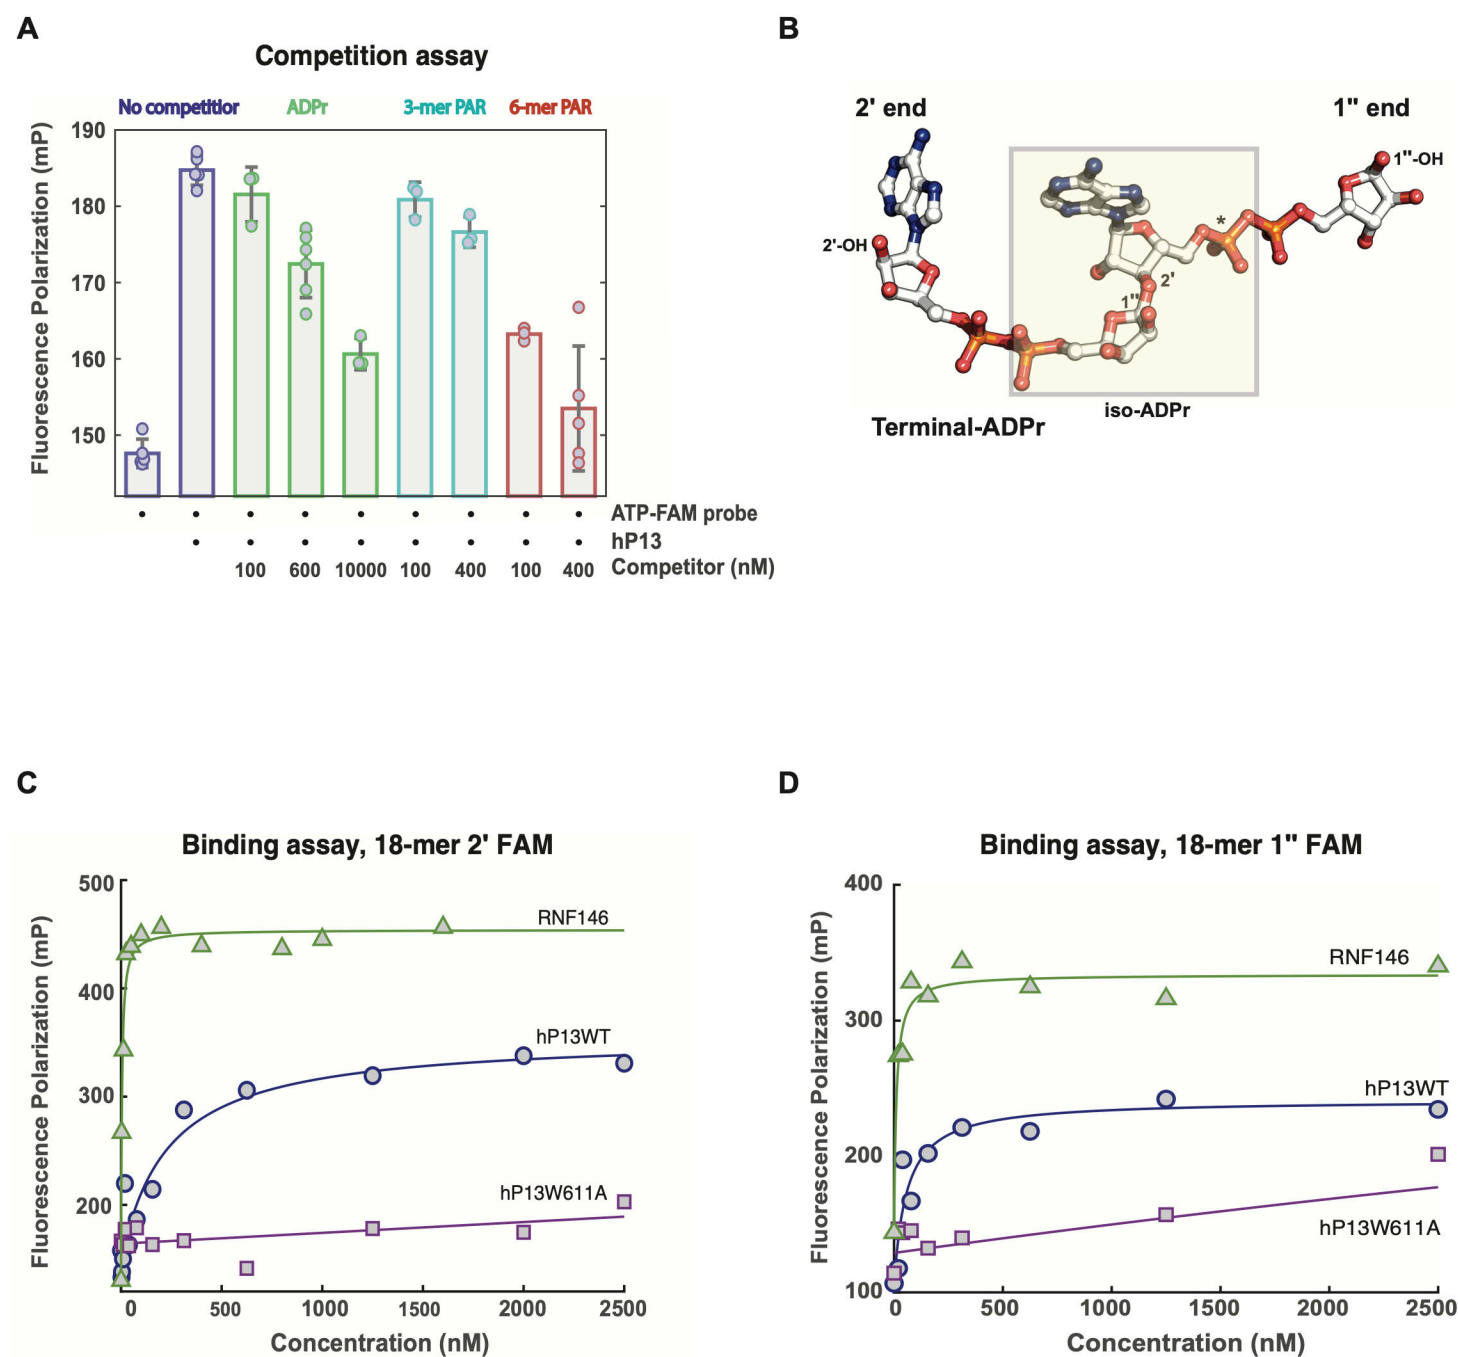 A
Competition assay
No competitior ADPr 3-mer PAR 6-mer PAR
Fluorescence Polarization (mP)
190
180
170
160
150
ATP-FAM probe
hP13
100 600 10000 100 400 100 400 Competitor (nM)
B
2' end
1" end
1"-OH
2'-OH
*
2'
1"
iso-ADPr
Terminal-ADPr
C
Binding assay, 18-mer 2' FAM
Fluorescence Polarization (mP)
500
400
300
200
RNF146
hP13WT
hP13W611A
0 500 1000 1500 2000 2500
Concentration (nM)
D
Binding assay, 18-mer 1" FAM
Fluorescence Polarization (mP)
400
300
200
100
RNF146
hP13WT
hP13W611A
0 500 1000 1500 2000 2500
Concentration (nM)